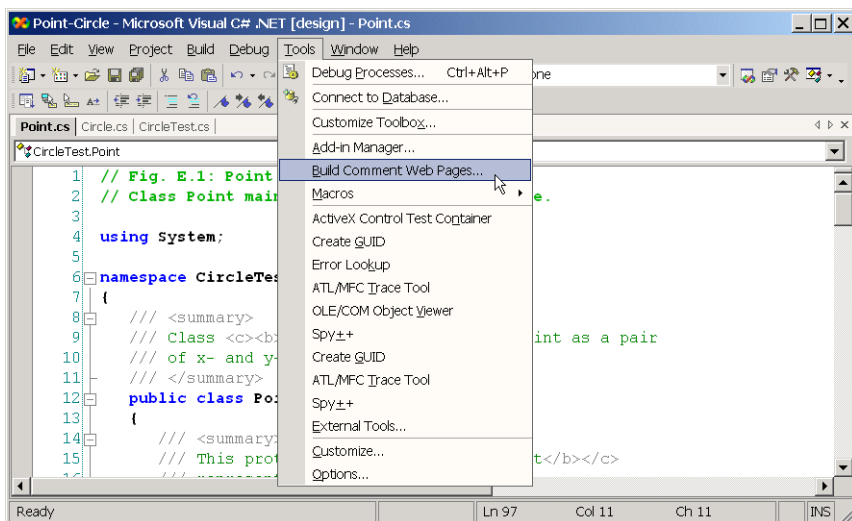 Point-Circle - Microsoft Visual C# .NET [design] - Point.cs
File Edit View Project Build Debug Tools Window Help
Debug Processes... Ctrl+Alt+P
Connect to Database...
Customize Toolbox...
Add-in Manager...
Build Comment Web Pages...
Macros
ActiveX Control Test Container
Create GUID
Error Lookup
ATL/MFC Trace Tool
OLE/COM Object Viewer
Spy++
Create GUID
ATL/MFC Trace Tool
Spy++
External Tools...
Customize...
Options...
Point.cs Circle.cs CircleTest.cs
CircleTest.Point
1 // Fig. E.1: Point
2 // Class Point main e.
3
4 using System;
5
6 namespace CircleTes
7 {
8 /// <summary>
9 /// Class <c><b> int as a pair
10 /// of x- and y-
11 /// </summary>
12 public class Poi
13 {
14 /// <summary>
15 /// This prot t</b></c>
Ready Ln 97 Col 11 Ch 11 INS